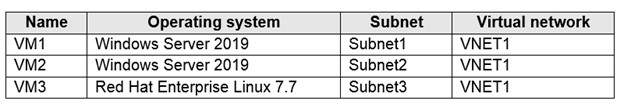 Name Operating system Subnet Virtual network
VM1 Windows Server 2019 Subnet1 VNET1
VM2 Windows Server 2019 Subnet2 VNET1
VM3 Red Hat Enterprise Linux 7.7 Subnet3 VNET1